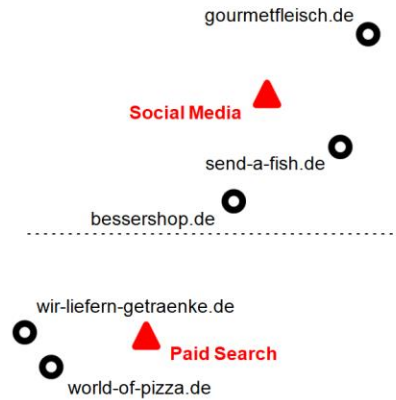 gourmetfleisch.de
Social Media
send-a-fish.de
bessershop.de
wir-liefern-getraenke.de
Paid Search
world-of-pizza.de